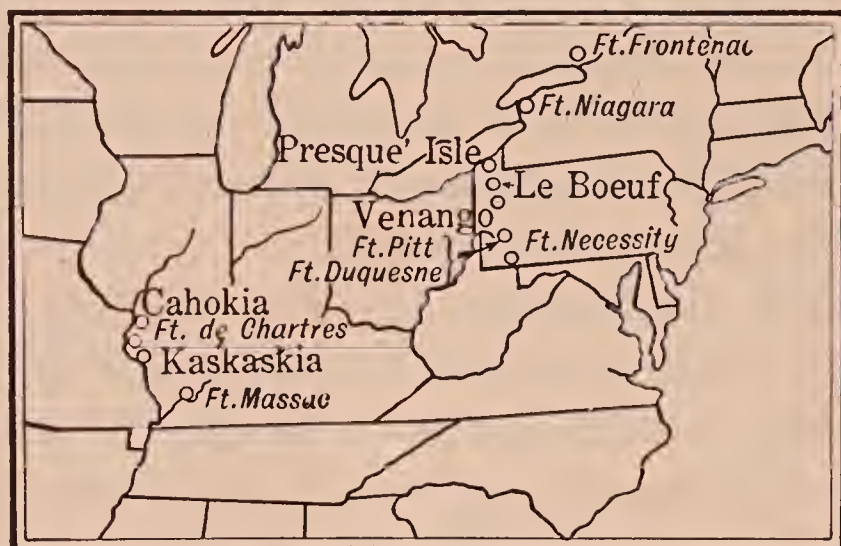 Ft.Frontenac
Ft.Niagara
Presque' Isle
Le Boeuf
Venango
Ft.Pitt
Ft.Necessity
Ft.Duquesne
Cahokia
Ft. de Chartres
Kaskaskia
Ft.Massac